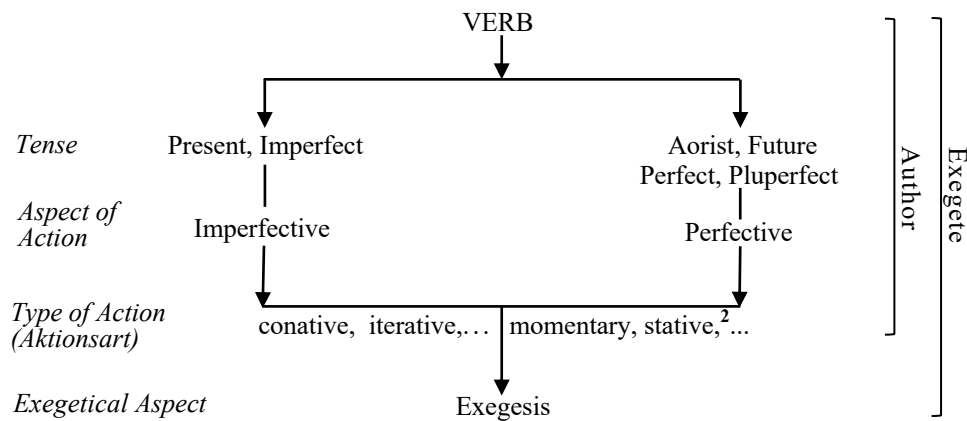 VERB
Tense
Present, Imperfect
Aorist, Future
Perfect, Pluperfect
Aspect of
Action
Imperfective
Perfective
Type of Action
(Aktionsart)
conative, iterative,… momentary, stative,²...
Exegetical Aspect
Exegesis
Author
Exegete